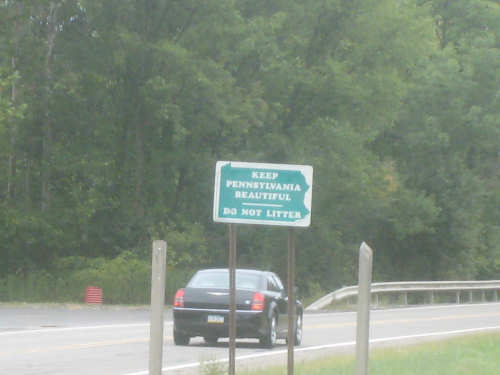 KEEP
PENNSYLVANIA
BEAUTIFUL
DO NOT LITTER